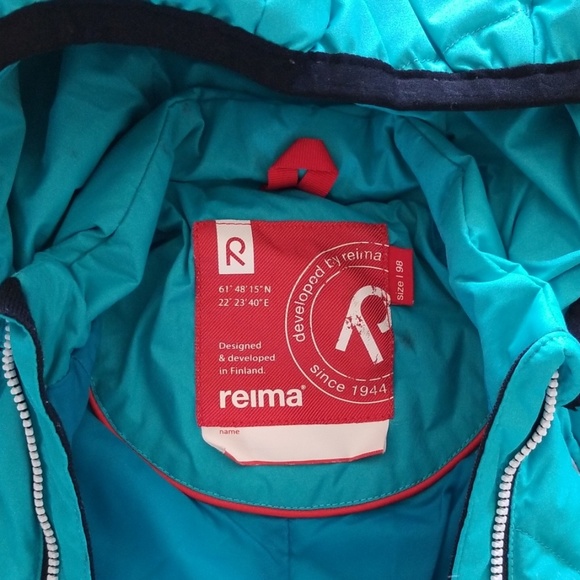 R
61° 48' 15" N
22° 23' 40" E
Designed
& developed
in Finland.
reima®
name
developed by reima
since 1944
size | 98